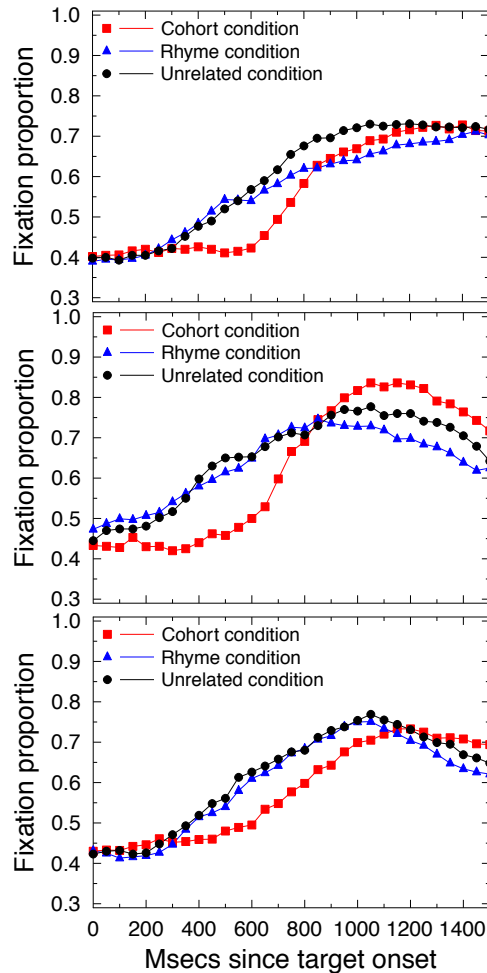 1.0
0.9
0.8
0.7
0.6
0.5
0.4
0.3
Fixation proportion
Cohort condition
Rhyme condition
Unrelated condition
1.0
0.9
0.8
0.7
0.6
0.5
0.4
0.3
Fixation proportion
Cohort condition
Rhyme condition
Unrelated condition
1.0
0.9
0.8
0.7
0.6
0.5
0.4
0.3
Fixation proportion
Cohort condition
Rhyme condition
Unrelated condition
0 200 400 600 800 1000 1200 1400
Msecs since target onset